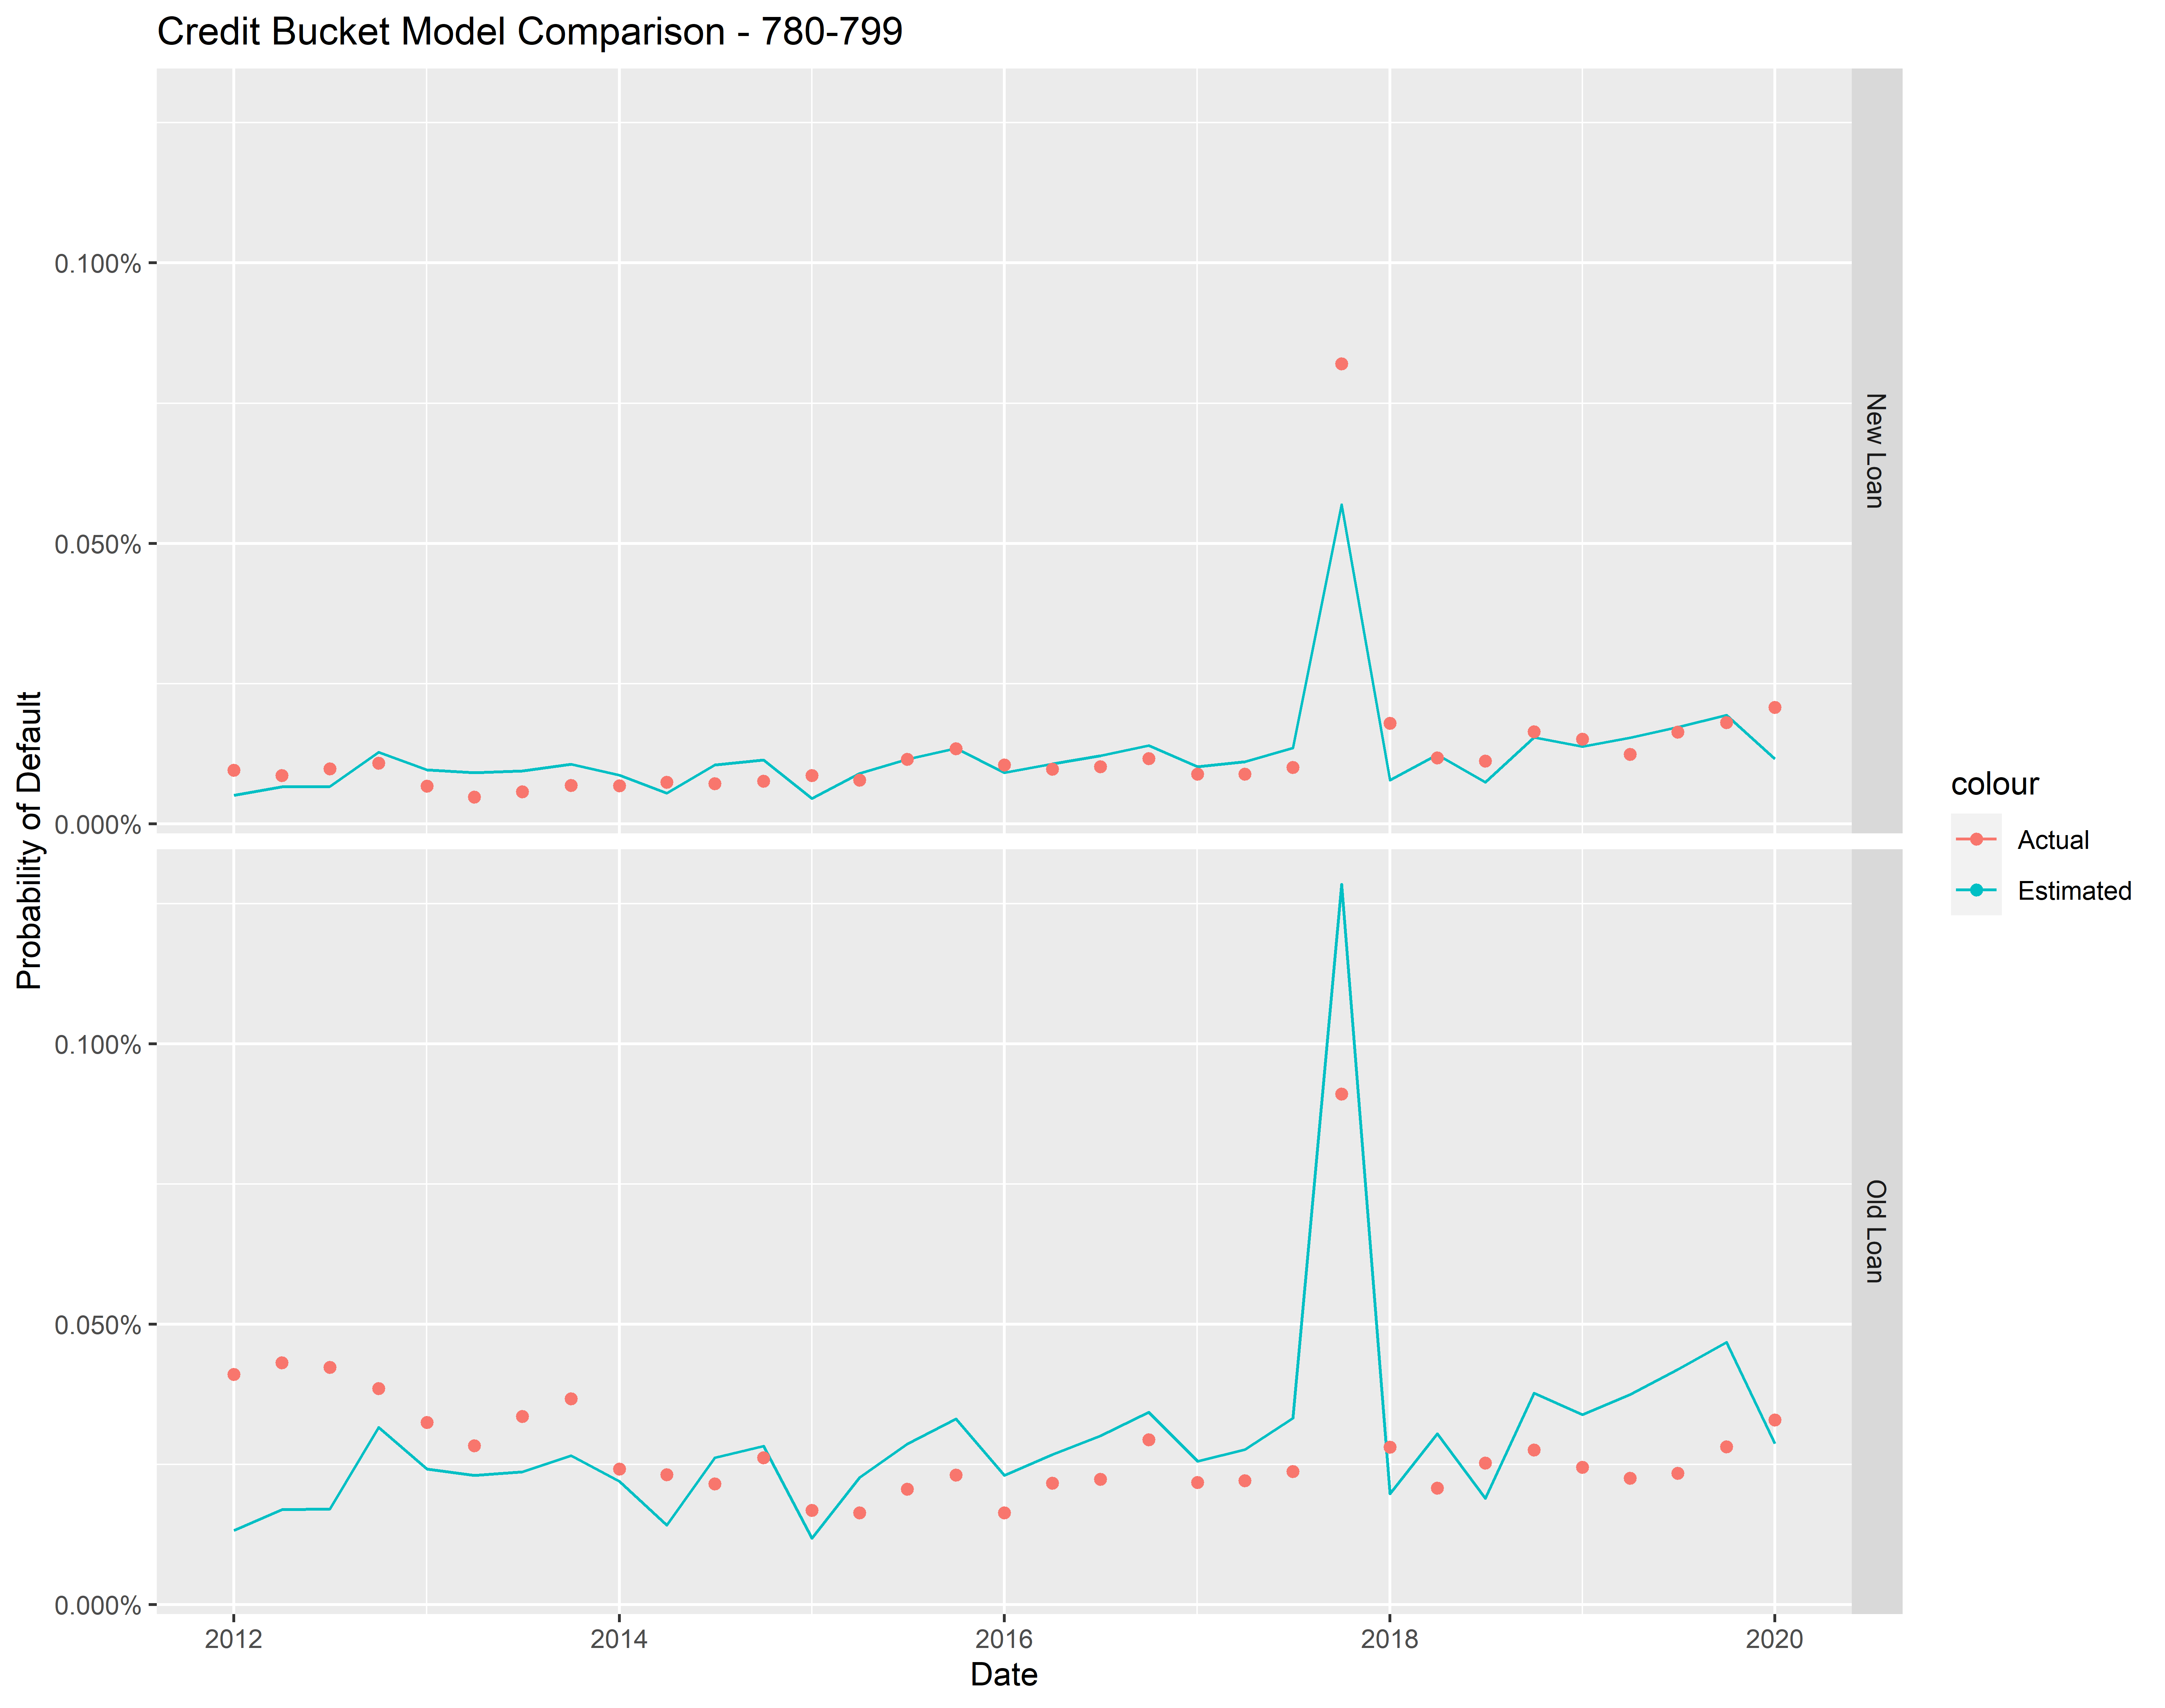 Credit Bucket Model Comparison - 780-799
Probability of Default
0.100%
0.050%
0.000%
New Loan
0.100%
0.050%
0.000%
Old Loan
2012
2014
2016
2018
2020
Date
colour
Actual
Estimated